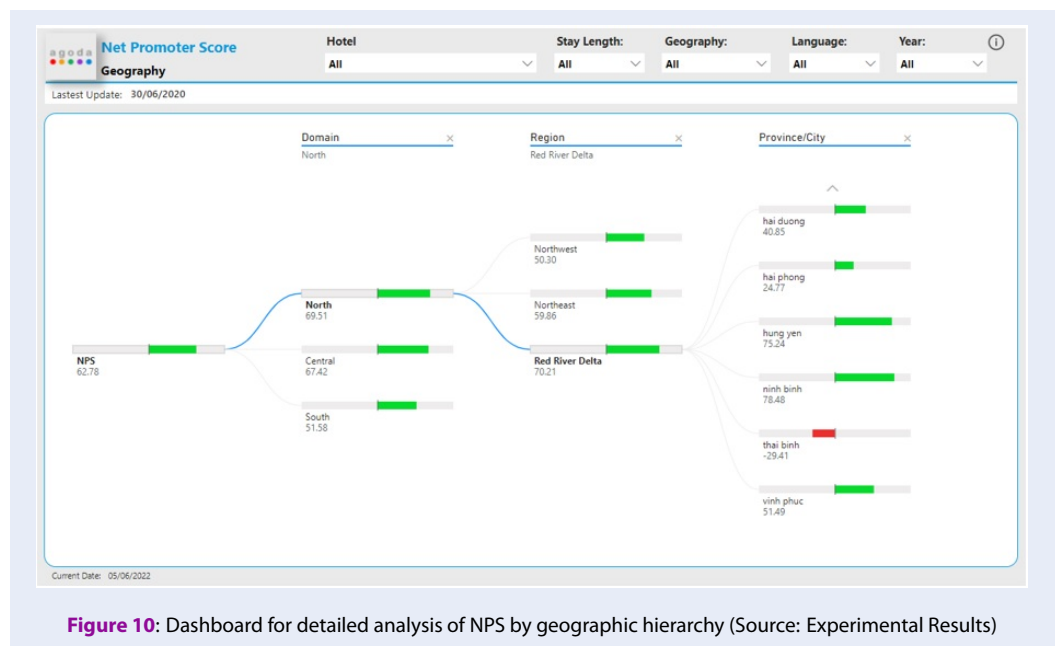 agoda
Net Promoter Score
Geography
Hotel
All
Stay Length:
All
Geography:
All
Language:
All
Year:
All
Lastest Update: 30/06/2020
Domain
North
Region
Red River Delta
Province/City
NPS
62.78
North
69.51
Central
67.42
South
51.58
Northwest
50.30
Northeast
59.86
Red River Delta
70.21
hai duong
40.85
hai phong
24.77
hung yen
75.24
ninh binh
78.48
thai binh
-29.41
vinh phuc
51.49
Current Date: 05/06/2022
Figure 10: Dashboard for detailed analysis of NPS by geographic hierarchy (Source: Experimental Results)